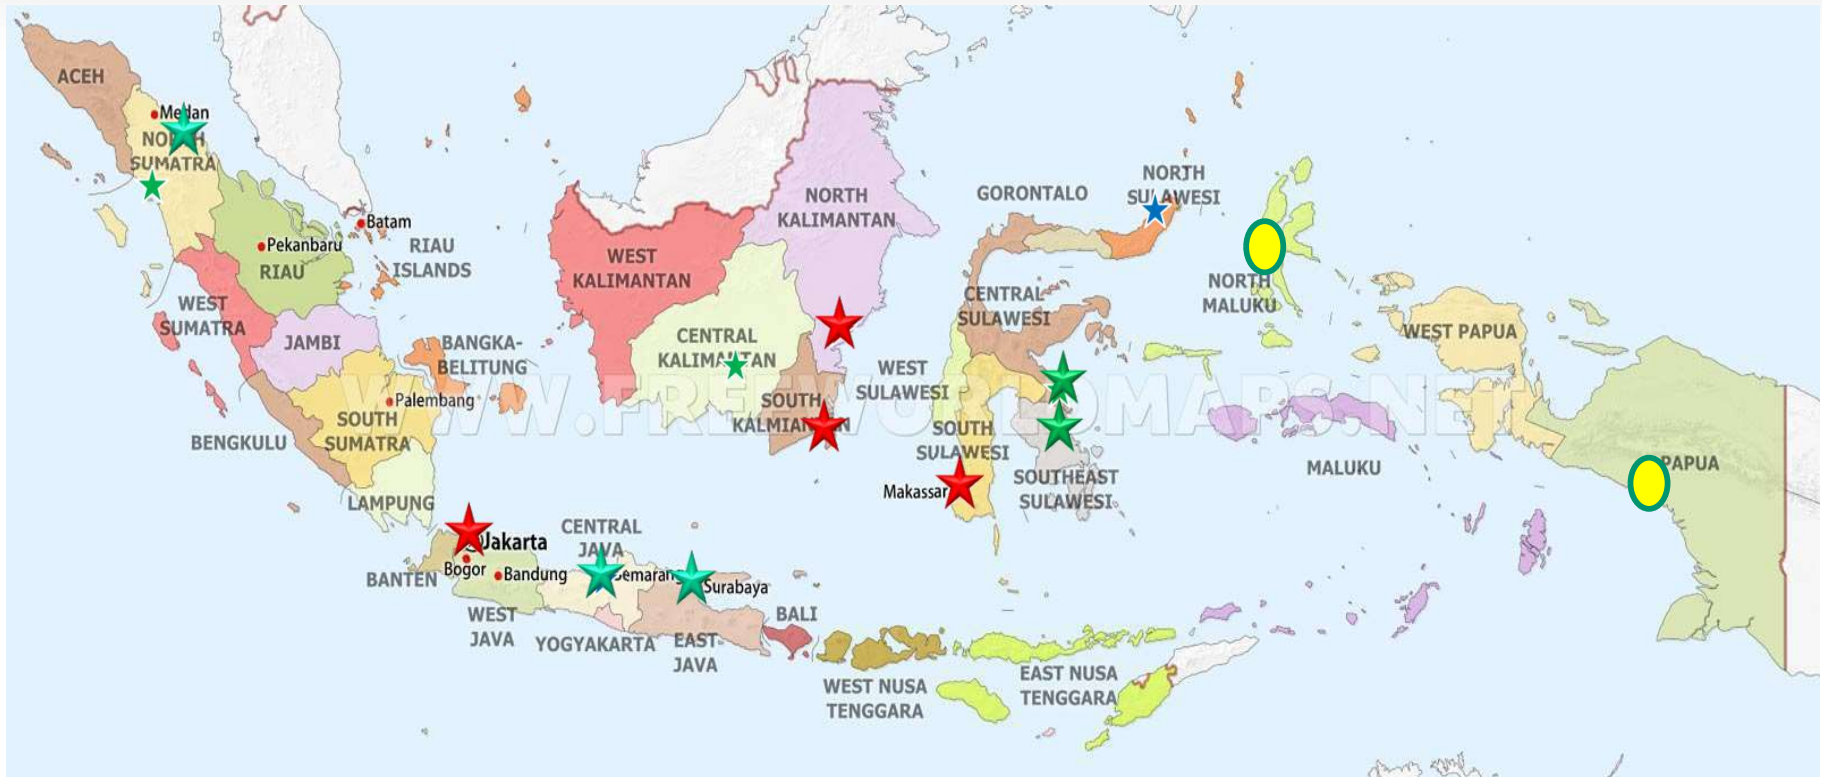 ACEH
Medan
NORTH
SUMATRA
Batam
Pekanbaru
RIAU
RIAU
ISLANDS
WEST
SUMATRA
JAMBI
BANGKA-
BELITUNG
Palembang
SOUTH
SUMATRA
BENGKULU
LAMPUNG
Jakarta
BANTEN
Bogor
Bandung
WEST
JAVA
CENTRAL
JAVA
Semarang
YOGYAKARTA
Surabaya
EAST
JAVA
BALI
WEST NUSA
TENGGARA
EAST NUSA
TENGGARA
WEST
KALIMANTAN
CENTRAL
KALIMANTAN
NORTH
KALIMANTAN
SOUTH
KALMIANTAN
GORONTALO
NORTH
SULAWESI
CENTRAL
SULAWESI
WEST
SULAWESI
SOUTH
SULAWESI
Makassar
SOUTHEAST
SULAWESI
NORTH
MALUKU
MALUKU
WEST PAPUA
PAPUA
WWW.FREEWORLDMAPS.NET